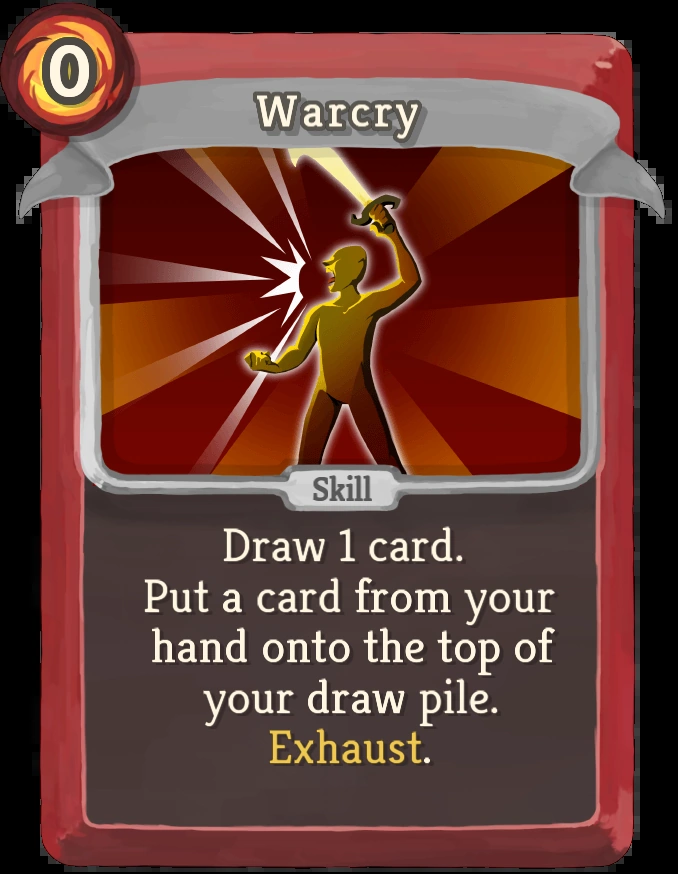 0
Warcry
Skill
Draw 1 card.
Put a card from your
hand onto the top of
your draw pile.
Exhaust.